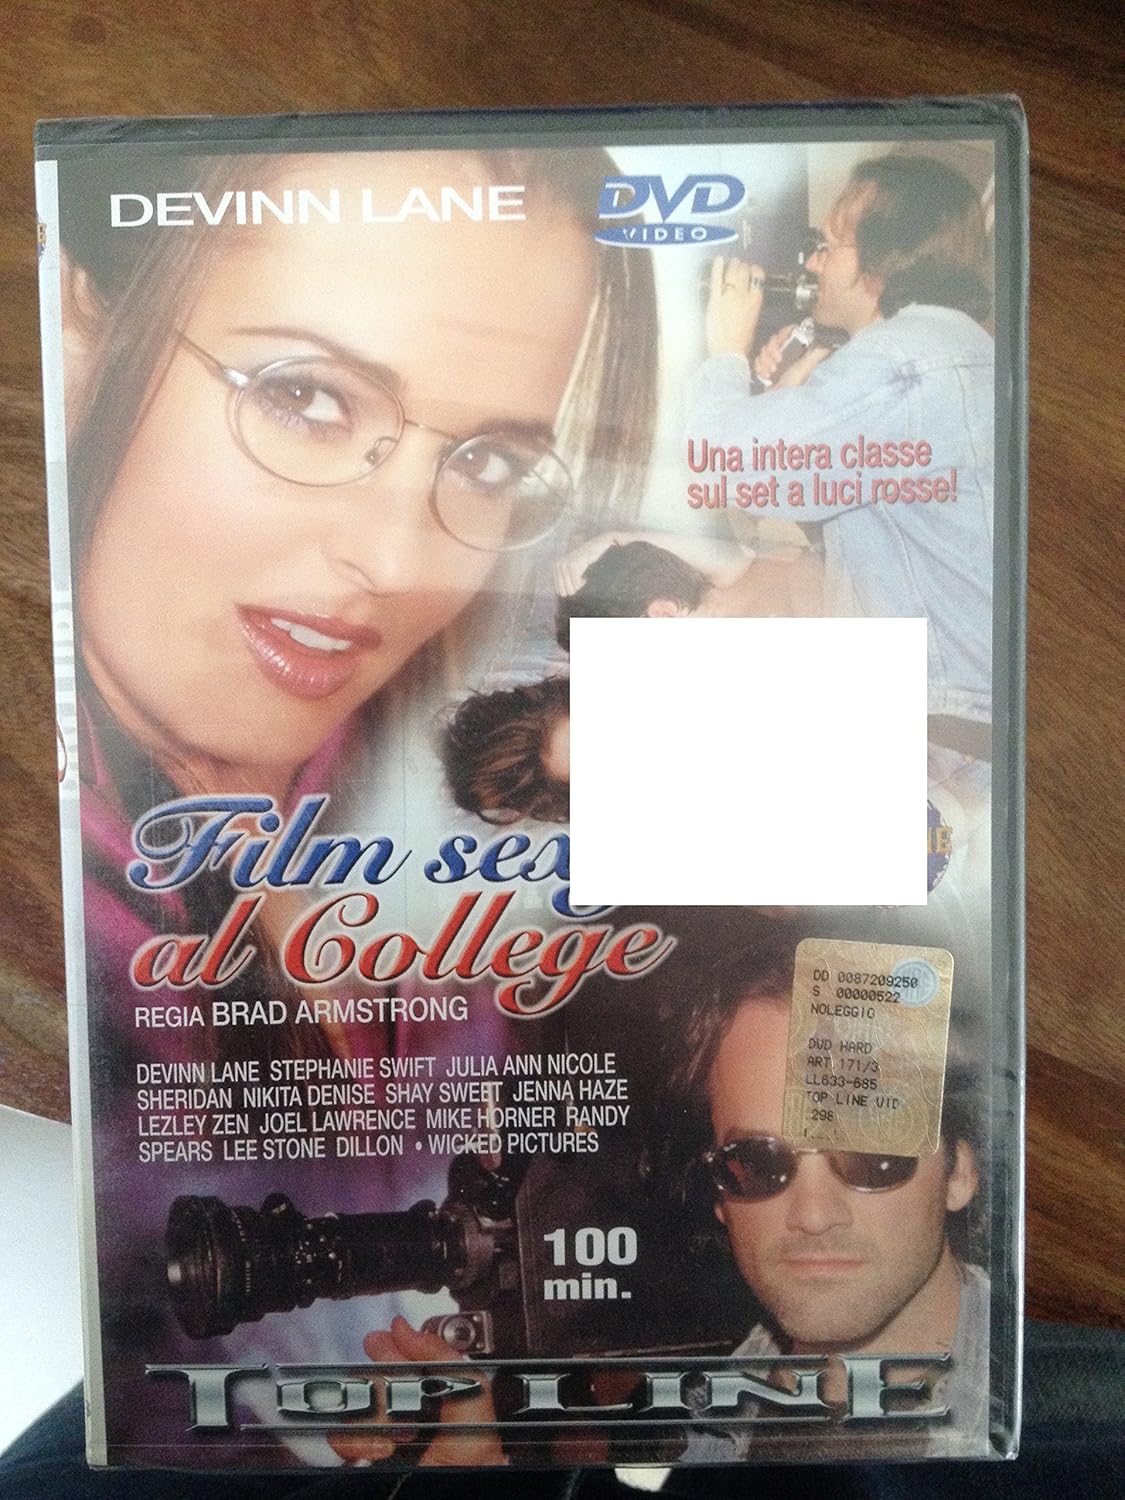 DEVINN LANE
DVD
VIDEO
Una intera classe
sul set a luci rosse!
Film
al College
REGIA BRAD ARMSTRONG
DEVINN LANE STEPHANIE SWIFT JULIA ANN NICOLE
SHERIDAN NIKITA DENISE SHAY SWEET JENNA HAZE
LEZLEY ZEN JOEL LAWRENCE MIKE HORNER RANDY
SPEARS LEE STONE DILLON • WICKED PICTURES
DD 0087209250
S 00000522
NOLEGGIO
DVD HARD
ART 171/3
LL633-685
TOP LINE VID
298
100
min.
TOP LINE